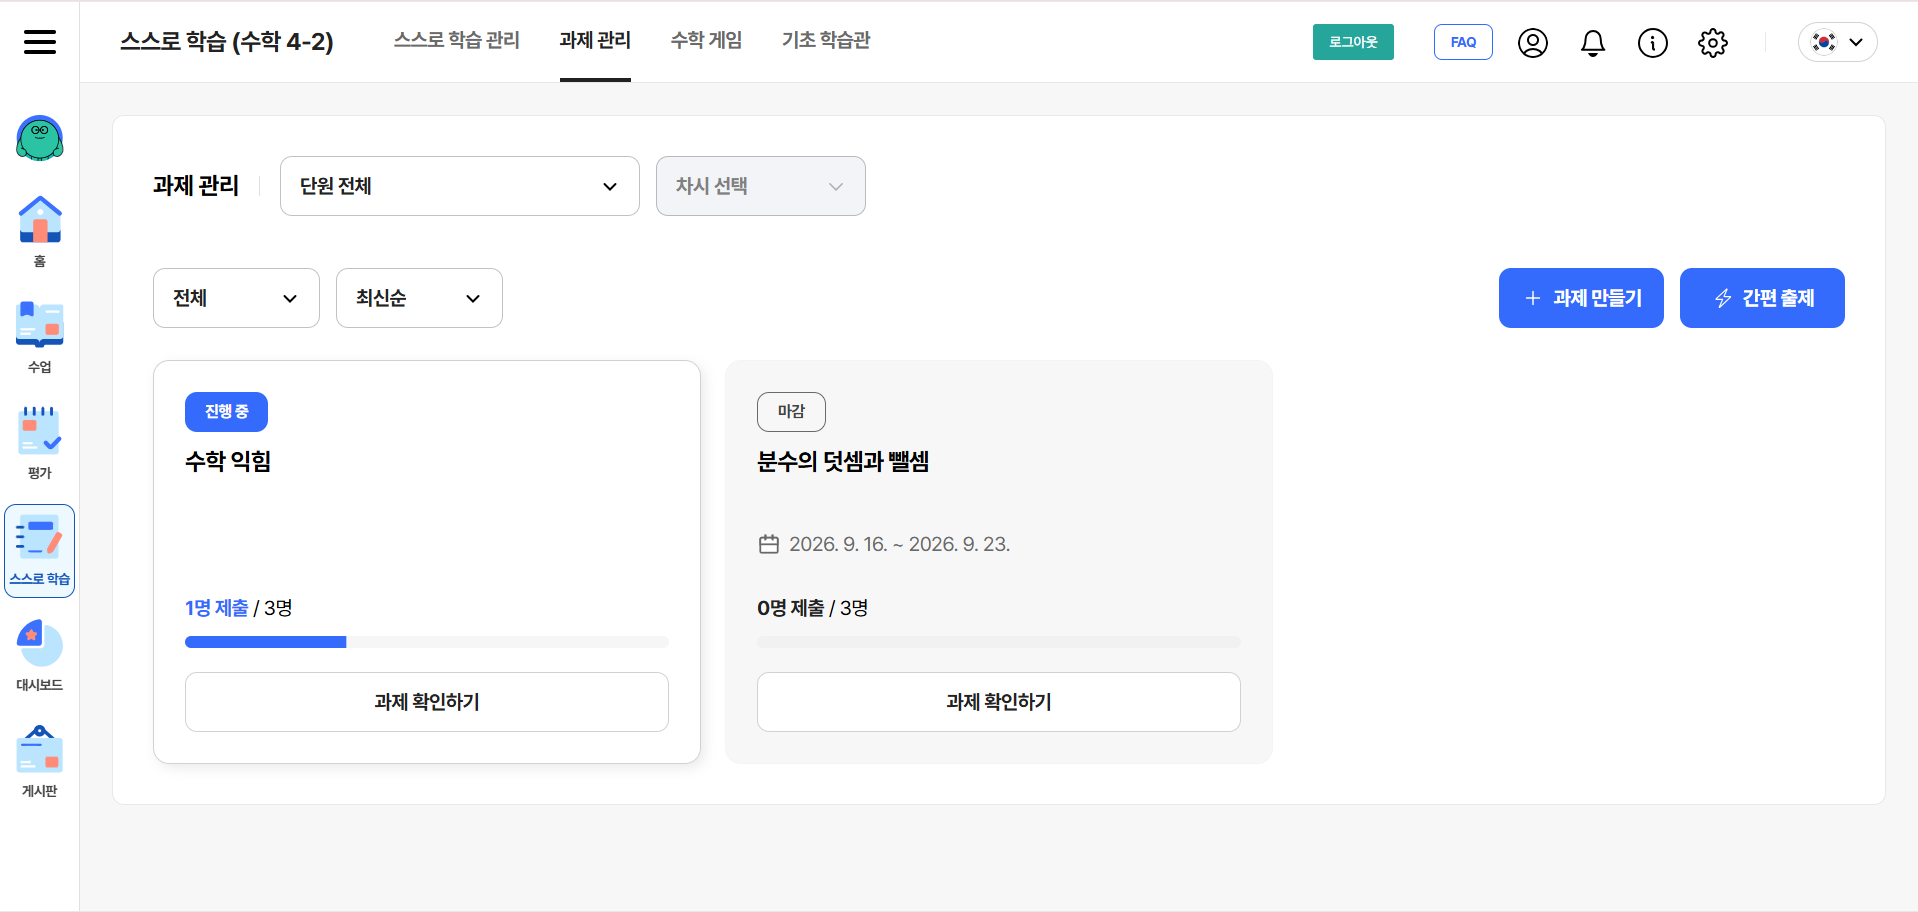 스스로 학습 (수학 4-2)
스스로 학습 관리
과제 관리
수학 게임
기초 학습관
로그아웃
FAQ
홈
수업
평가
스스로 학습
대시보드
게시판
과제 관리
단원 전체
차시 선택
전체
최신순
과제 만들기
간편 출제
진행 중
수학 익힘
1명 제출 / 3명
과제 확인하기
마감
분수의 덧셈과 뺄셈
2026. 9. 16. ~ 2026. 9. 23.
0명 제출 / 3명
과제 확인하기